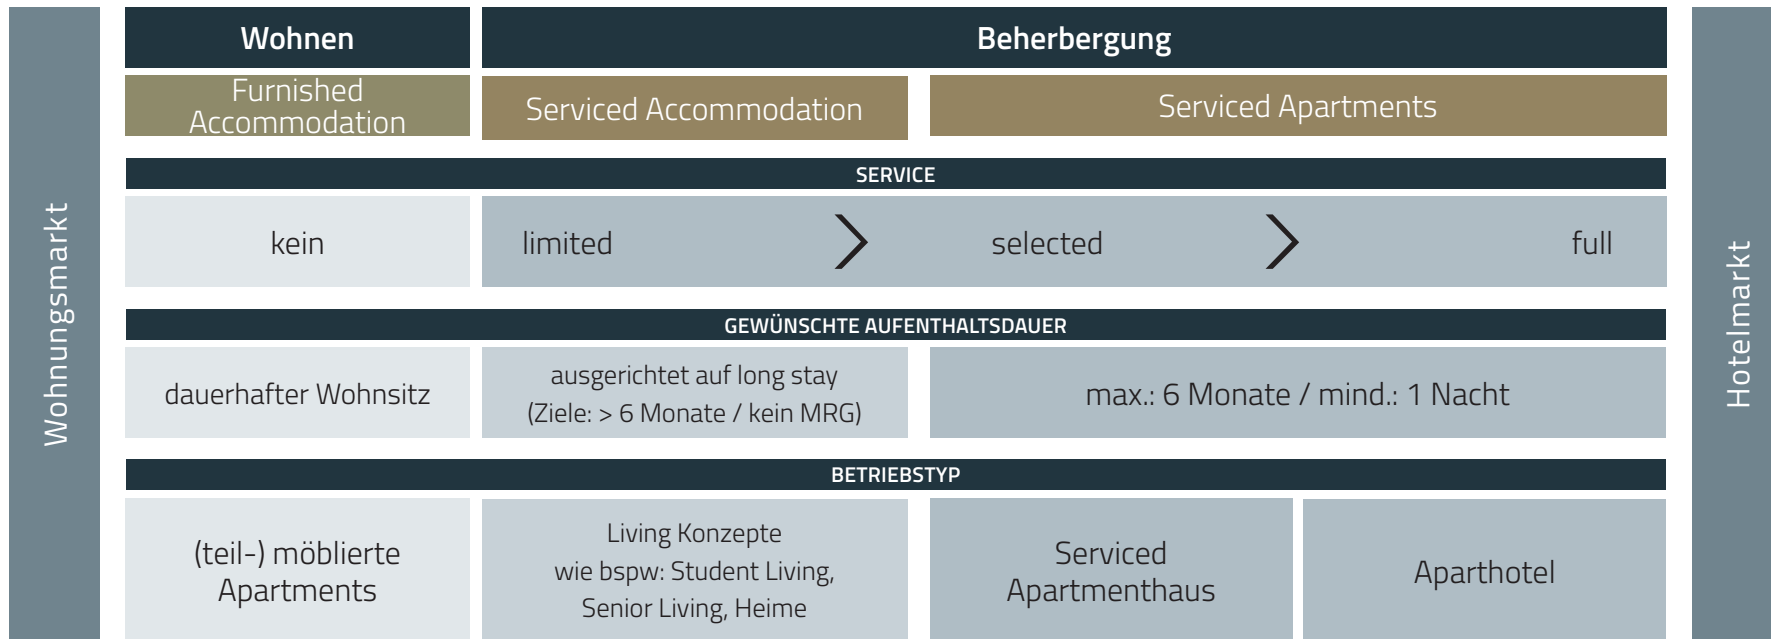 Wohnungsmarkt
Wohnen
Beherbergung
Furnished
Accommodation
Serviced Accommodation
Serviced Apartments
SERVICE
kein
limited
selected
full
GEWÜNSCHTE AUFENTHALTSDAUER
dauerhafter Wohnsitz
ausgerichtet auf long stay
(Ziele: > 6 Monate / kein MRG)
max.: 6 Monate / mind.: 1 Nacht
BETRIEBSTYP
(teil-) möblierte
Apartments
Living Konzepte
wie bspw: Student Living,
Senior Living, Heime
Serviced
Apartmenthaus
Aparthotel
Hotelmarkt